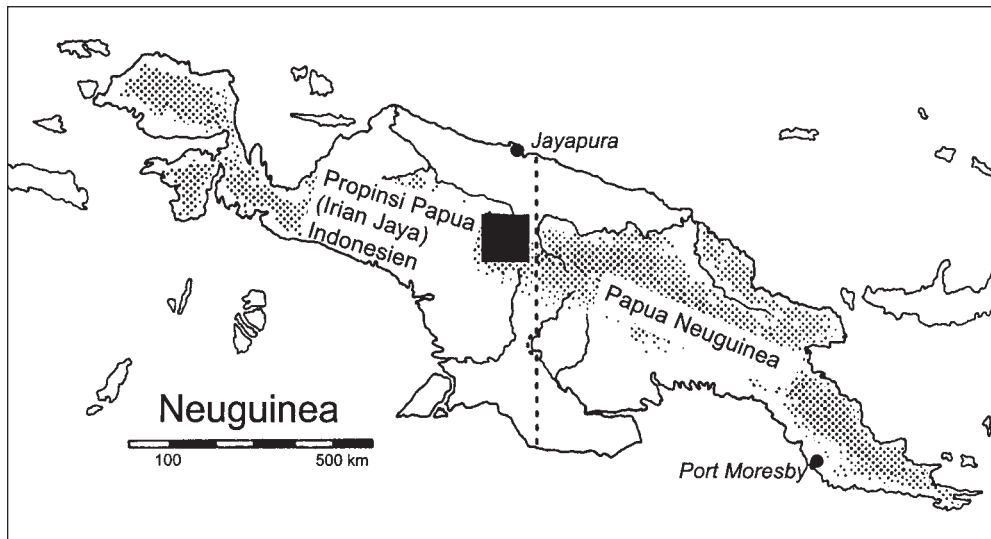 Jayapura
Propinsi Papua
(Irian Jaya)
Indonesien
Papua Neuguinea
Neuguinea
100 500 km
Port Moresby